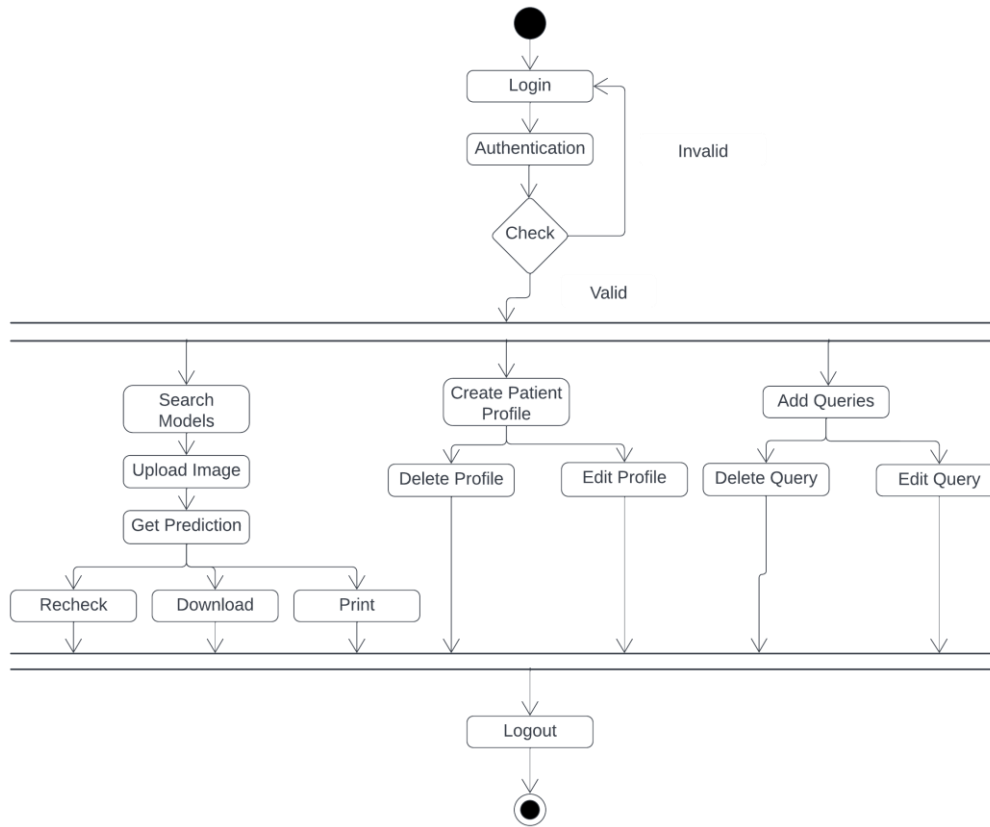 Login
Authentication
Invalid
Check
Valid
Search
Models
Create Patient
Profile
Add Queries
Upload Image
Delete Profile
Edit Profile
Delete Query
Edit Query
Get Prediction
Recheck
Download
Print
Logout